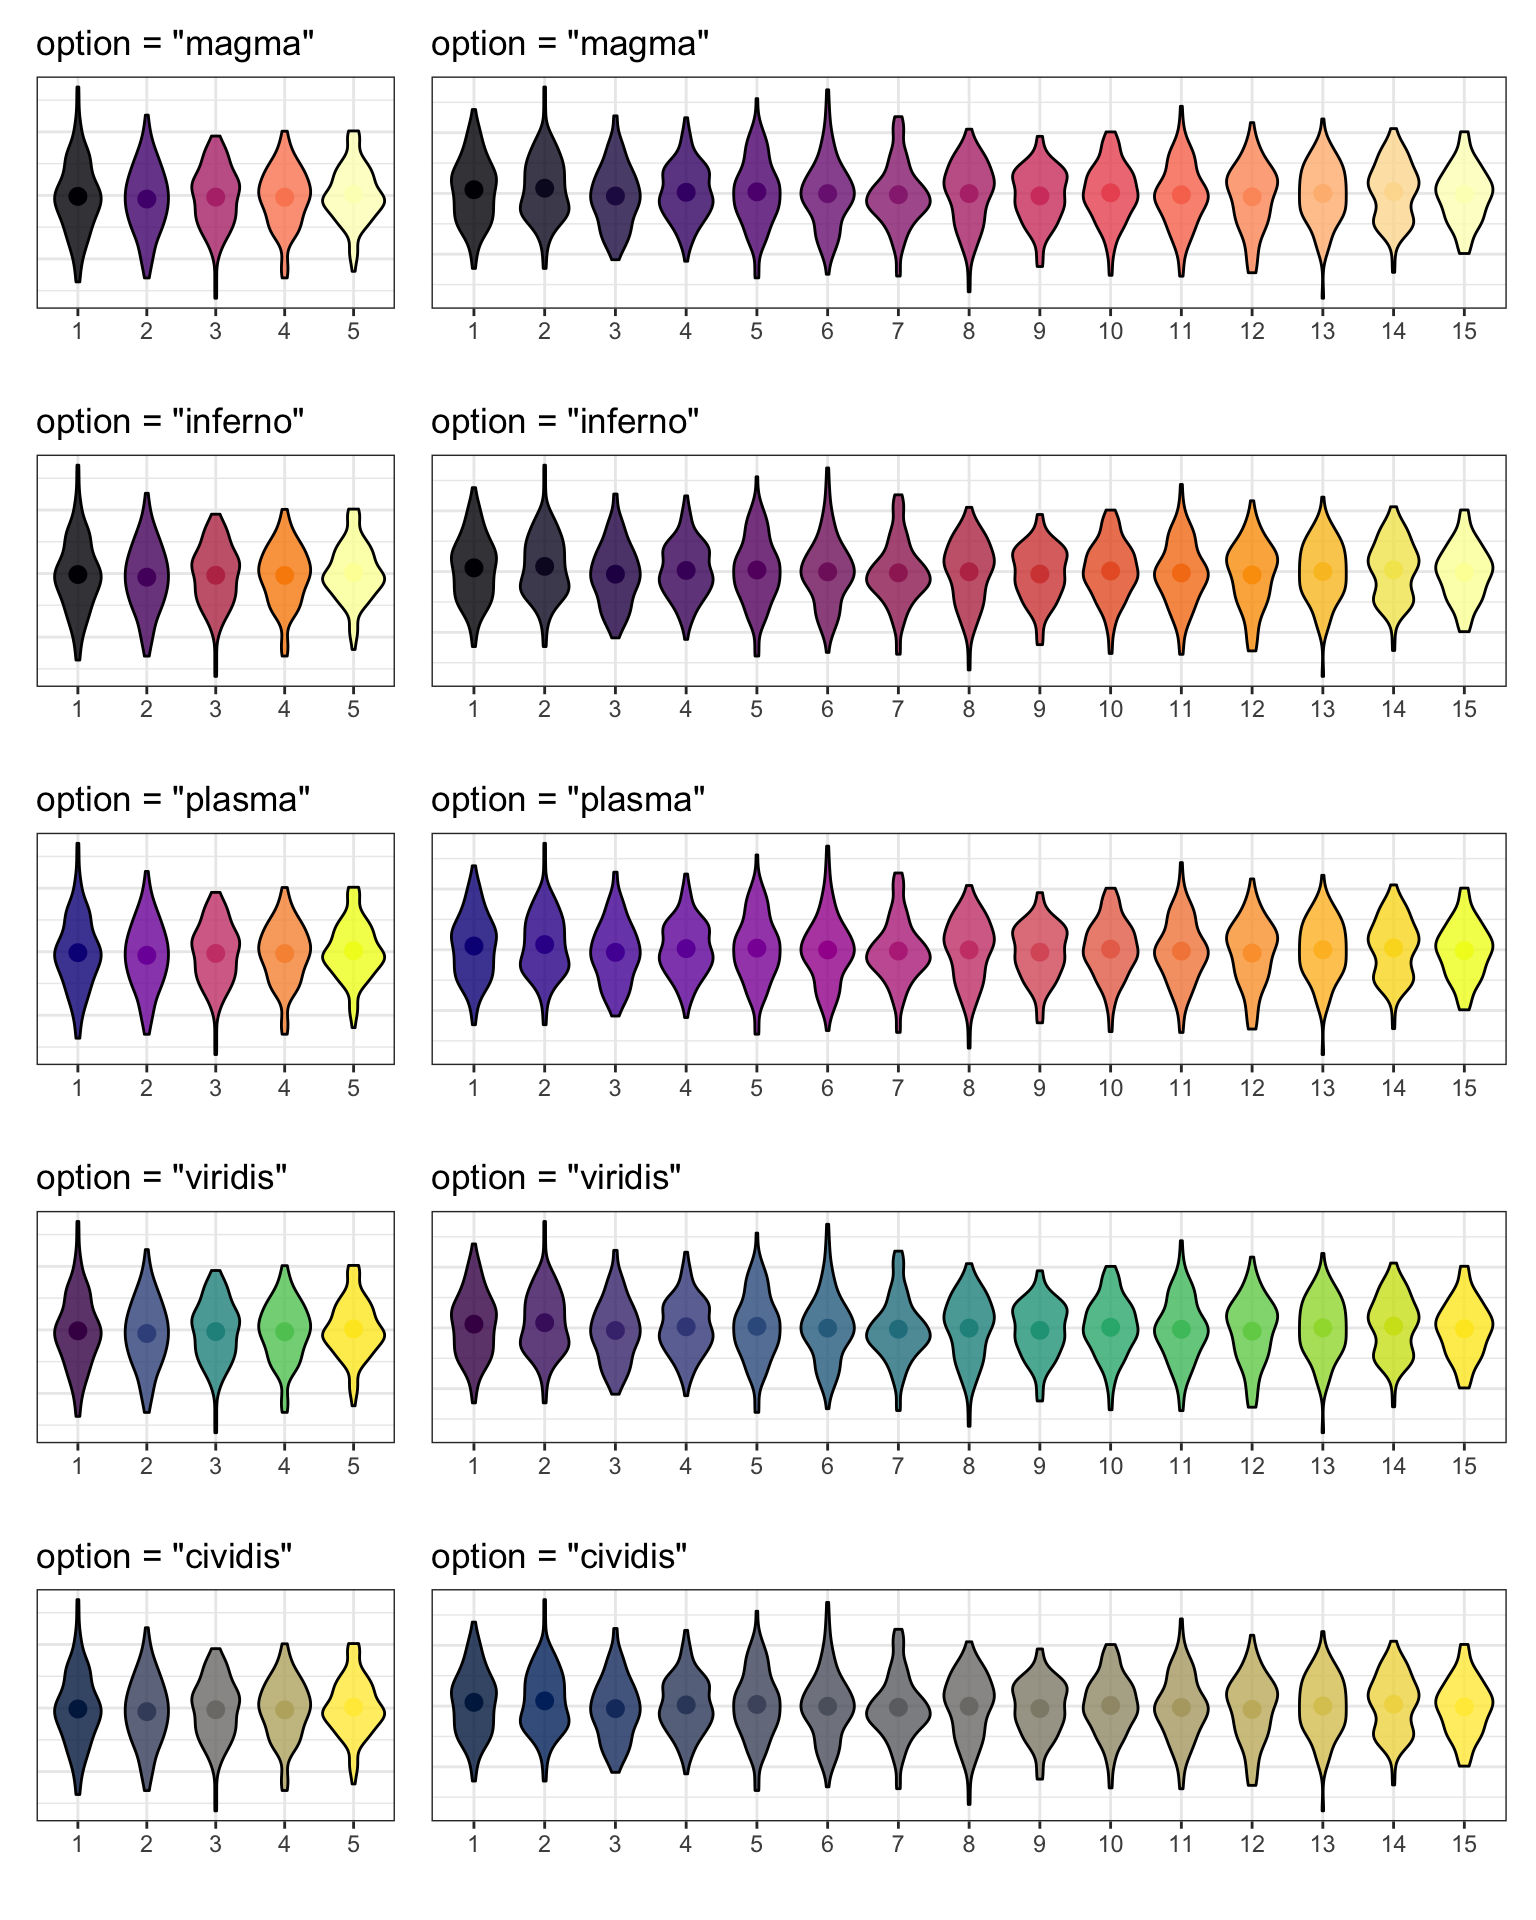 option = "magma" option = "magma"
1 2 3 4 5 1 2 3 4 5 6 7 8 9 10 11 12 13 14 15
option = "inferno" option = "inferno"
1 2 3 4 5 1 2 3 4 5 6 7 8 9 10 11 12 13 14 15
option = "plasma" option = "plasma"
1 2 3 4 5 1 2 3 4 5 6 7 8 9 10 11 12 13 14 15
option = "viridis" option = "viridis"
1 2 3 4 5 1 2 3 4 5 6 7 8 9 10 11 12 13 14 15
option = "cividis" option = "cividis"
1 2 3 4 5 1 2 3 4 5 6 7 8 9 10 11 12 13 14 15